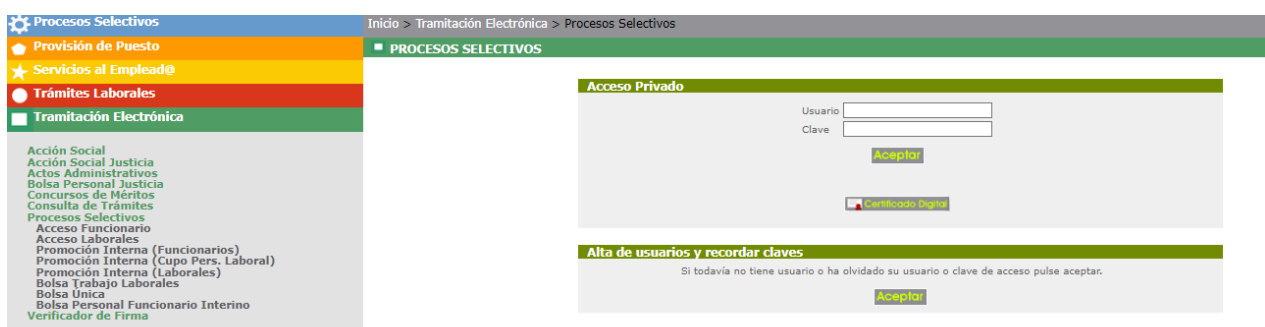 Procesos Selectivos
Provisión de Puesto
Servicios al Emplead@
Trámites Laborales
Tramitación Electrónica
Acción Social
Acción Social Justicia
Actos Administrativos
Bolsa Personal Justicia
Concursos de Méritos
Consulta de Trámites
Procesos Selectivos
Acceso Funcionario
Acceso Laborales
Promoción Interna (Funcionarios)
Promoción Interna (Cupo Pers. Laboral)
Promoción Interna (Laborales)
Bolsa Trabajo Laborales
Bolsa Única
Bolsa Personal Funcionario Interino
Verificador de Firma
Inicio > Tramitación Electrónica > Procesos Selectivos
PROCESOS SELECTIVOS
Acceso Privado
Usuario
Clave
Aceptar
Certificado Digital
Alta de usuarios y recordar claves
Si todavía no tiene usuario o ha olvidado su usuario o clave de acceso pulse aceptar.
Aceptar